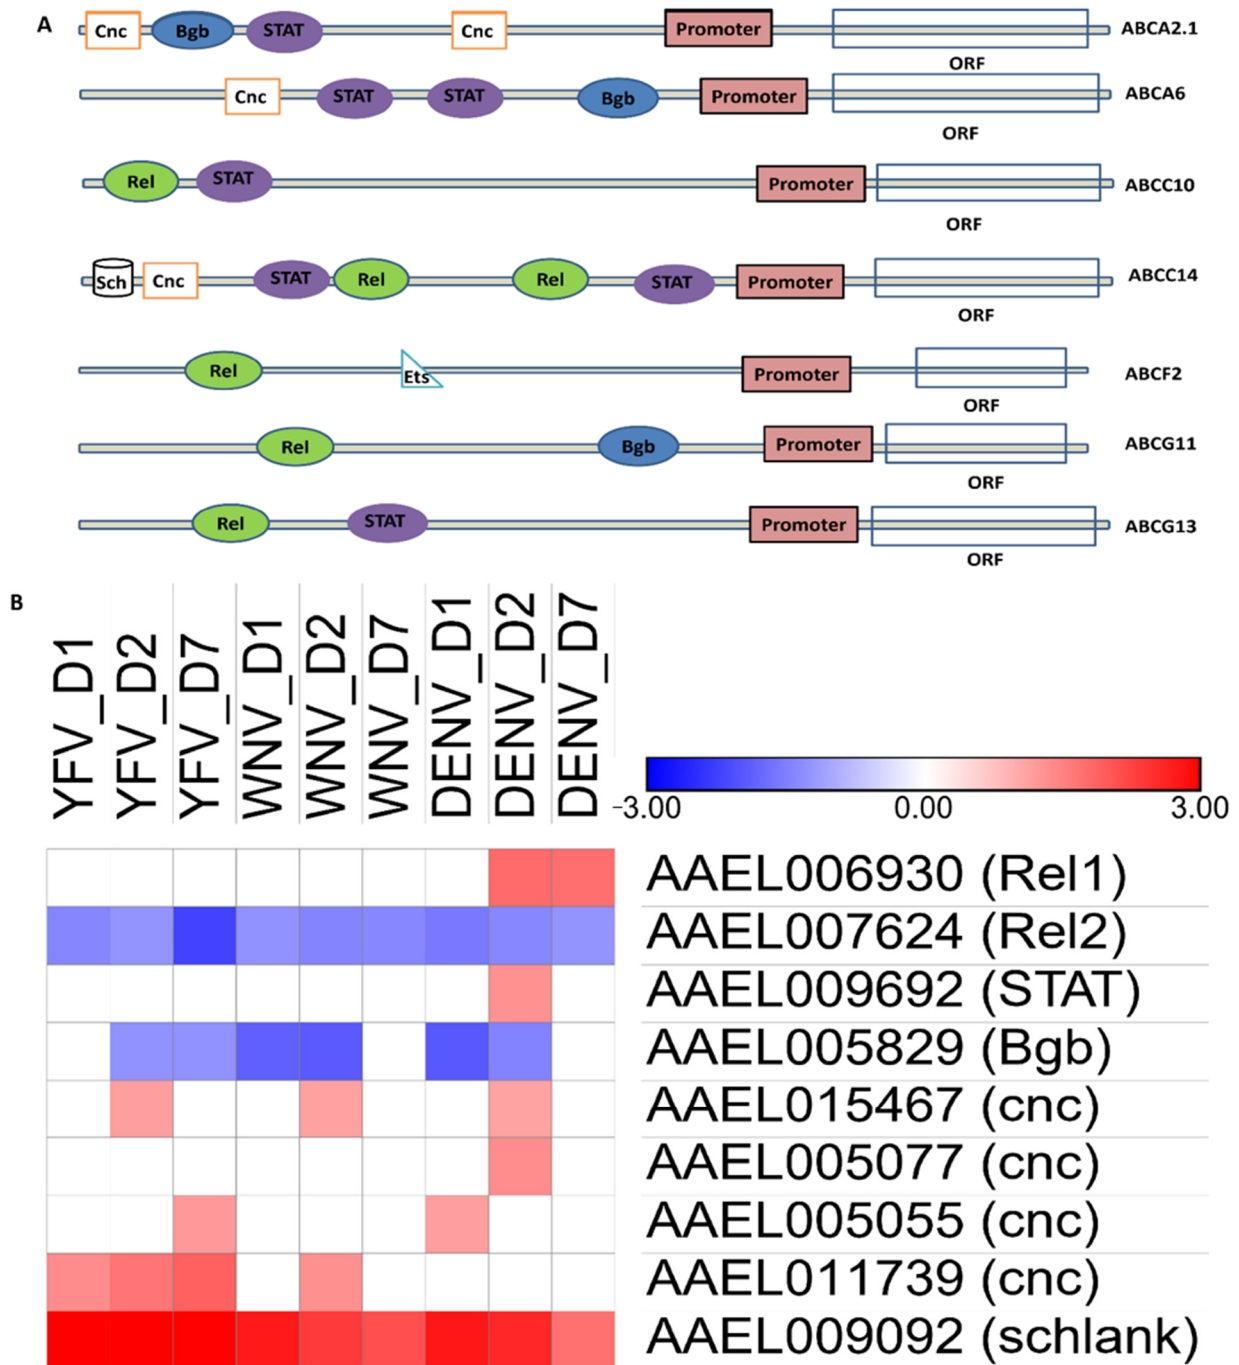 A
Cnc Bgb STAT Cnc Promoter ABCA2.1
ORF
Cnc STAT STAT Bgb Promoter ABCA6
ORF
Rel STAT Promoter ABCC10
ORF
Sch Cnc STAT Rel Rel STAT Promoter ABCC14
ORF
Rel Ets Promoter ABCF2
ORF
Rel Bgb Promoter ABCG11
ORF
Rel STAT Promoter ABCG13
ORF
B
YFV_D1
YFV_D2
YFV_D7
WNV_D1
WNV_D2
WNV_D7
DENV_D1
DENV_D2
DENV_D7
-3.00 0.00 3.00
AAEL006930 (Rel1)
AAEL007624 (Rel2)
AAEL009692 (STAT)
AAEL005829 (Bgb)
AAEL015467 (cnc)
AAEL005077 (cnc)
AAEL005055 (cnc)
AAEL011739 (cnc)
AAEL009092 (schlank)